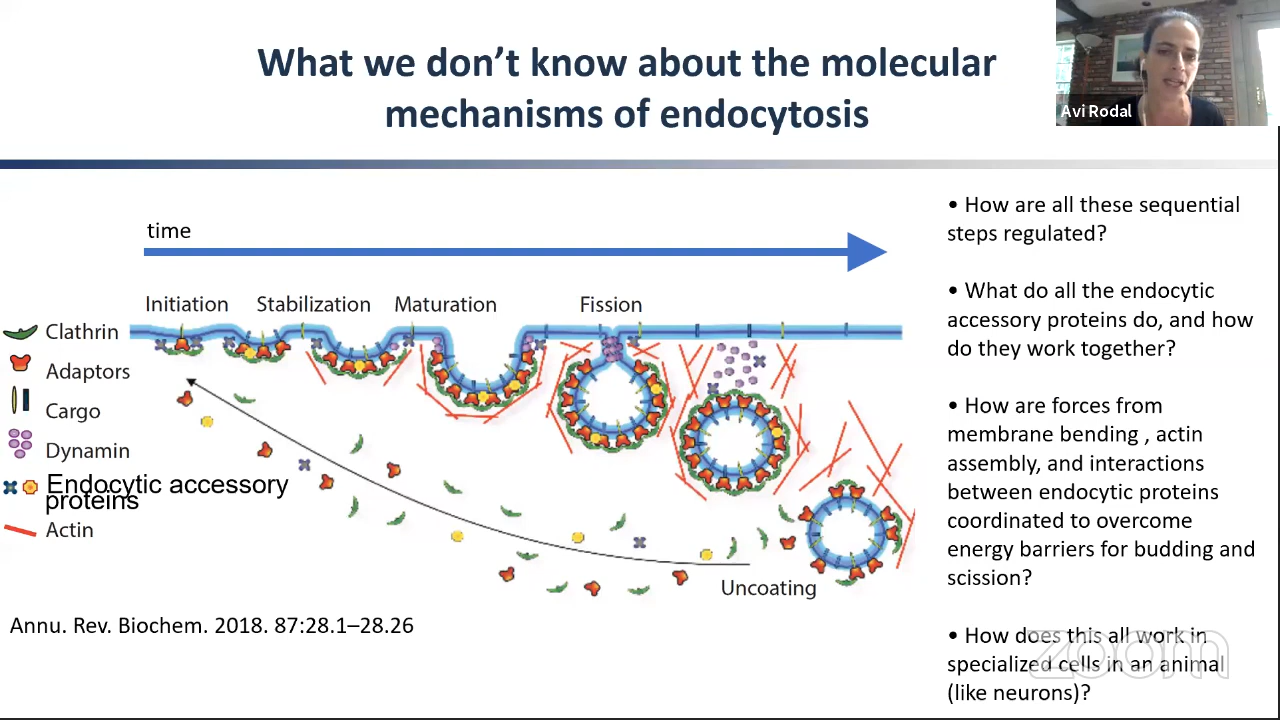 What we don't know about the molecular
mechanisms of endocytosis
Avi Rodal
time
Initiation
Stabilization
Maturation
Fission
Clathrin
Adaptors
Cargo
Dynamin
Endocytic accessory
proteins
Actin
Uncoating
Annu. Rev. Biochem. 2018. 87:28.1–28.26
• How are all these sequential
steps regulated?
• What do all the endocytic
accessory proteins do, and how
do they work together?
• How are forces from
membrane bending , actin
assembly, and interactions
between endocytic proteins
coordinated to overcome
energy barriers for budding and
scission?
• How does this all work in
specialized cells in an animal
(like neurons)?
zoom